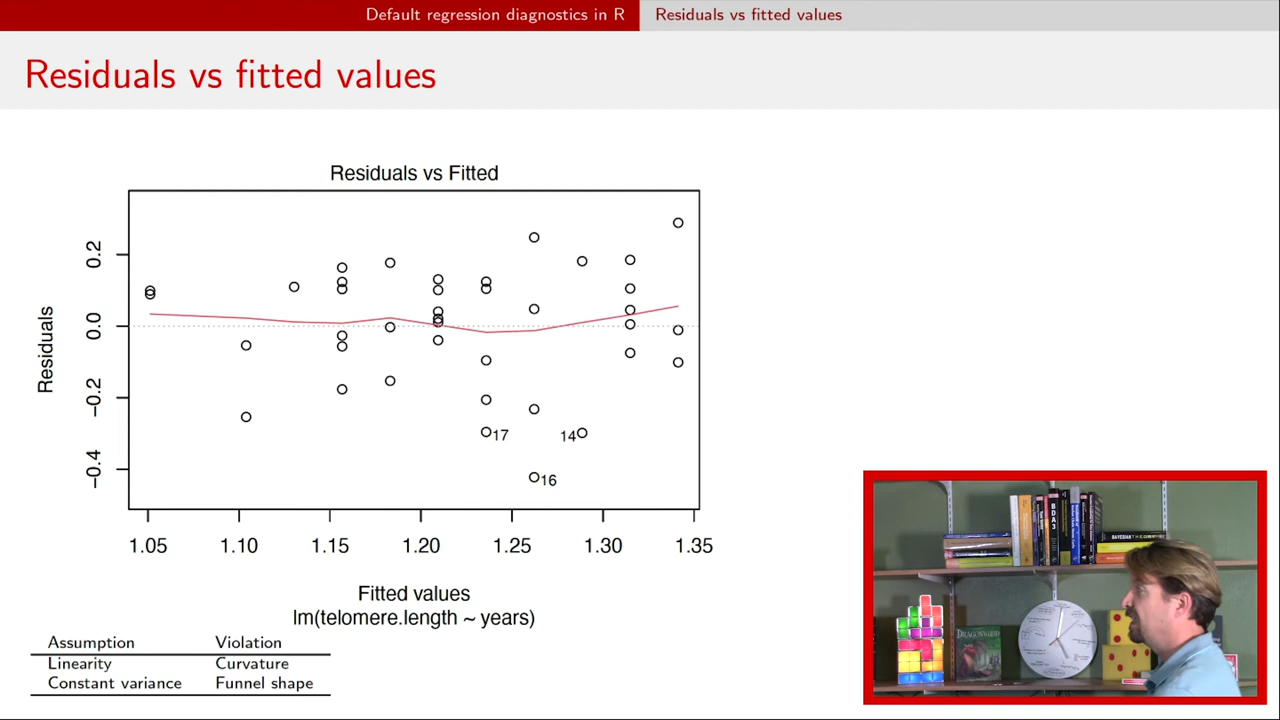 Default regression diagnostics in R
Residuals vs fitted values
Residuals vs fitted values
Residuals vs Fitted
Residuals
0.2
0.0
−0.2
−0.4
17
14
16
1.05 1.10 1.15 1.20 1.25 1.30 1.35
Fitted values
lm(telomere.length ~ years)
Assumption Violation
Linearity Curvature
Constant variance Funnel shape
BDA3
DRAGONWOOD